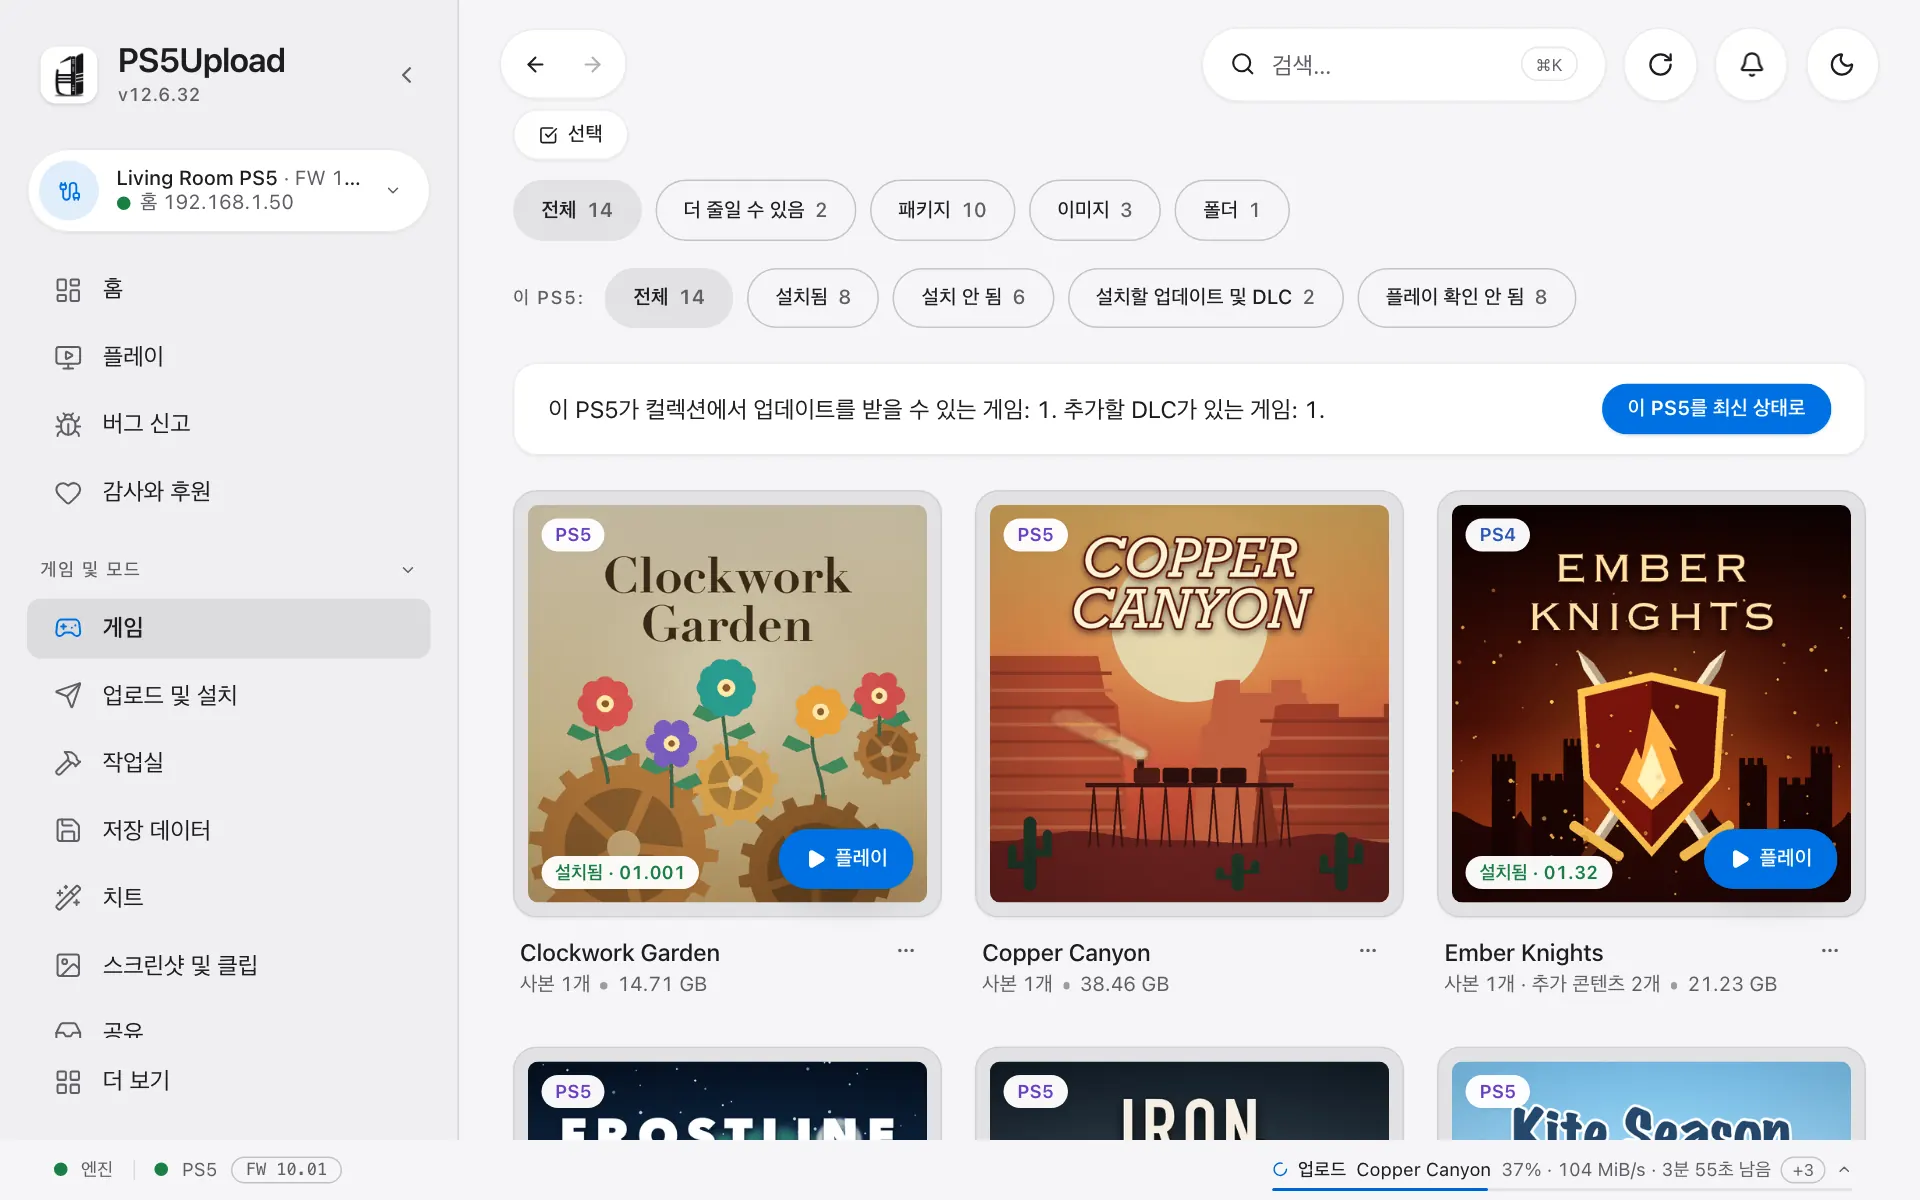 PS5Upload
v12.6.32
Living Room PS5 · FW 1...
홈 192.168.1.50
홈
플레이
버그 신고
감사와 후원
게임 및 모드
게임
업로드 및 설치
작업실
저장 데이터
치트
스크린샷 및 클립
공유
더 보기
검색...
⌘K
선택
전체 14
더 줄일 수 있음 2
패키지 10
이미지 3
폴더 1
이 PS5:
전체 14
설치됨 8
설치 안 됨 6
설치할 업데이트 및 DLC 2
플레이 확인 안 됨 8
이 PS5가 컬렉션에서 업데이트를 받을 수 있는 게임: 1. 추가할 DLC가 있는 게임: 1.
이 PS5를 최신 상태로
PS5
Clockwork
Garden
설치됨 · 01.001
플레이
Clockwork Garden
사본 1개 • 14.71 GB
PS5
COPPER
CANYON
Copper Canyon
사본 1개 • 38.46 GB
PS4
EMBER
KNIGHTS
설치됨 · 01.32
플레이
Ember Knights
사본 1개 · 추가 콘텐츠 2개 • 21.23 GB
PS5
FROSTLINE
PS5
IRON
PS5
Kite Season
엔진
PS5
FW 10.01
업로드 Copper Canyon 37% · 104 MiB/s · 3분 55초 남음 +3